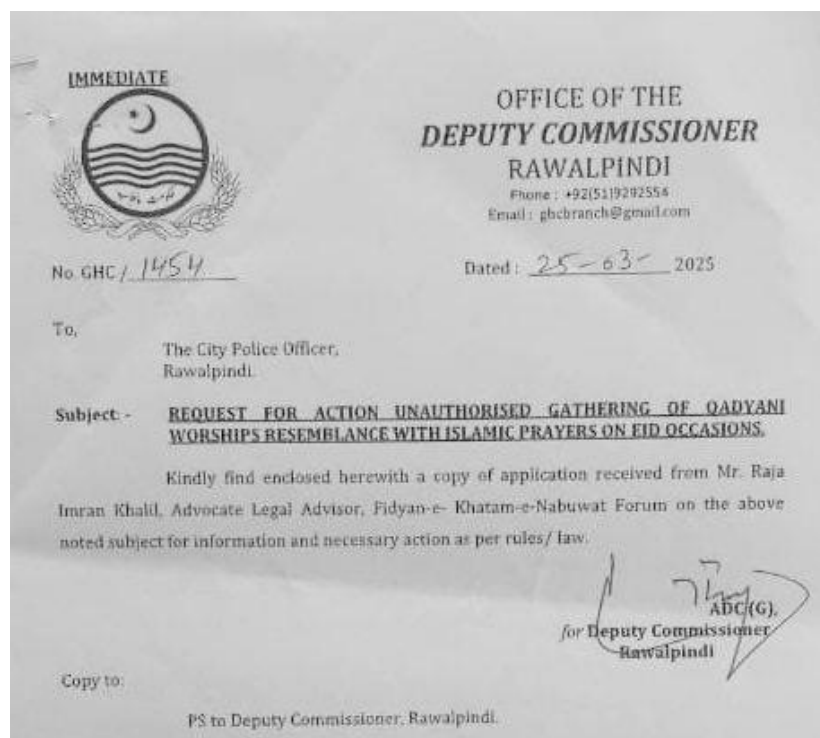 IMMEDIATE
OFFICE OF THE
DEPUTY COMMISSIONER
RAWALPINDI
Phone : +92(51)9292554
Email : ghcbranch@gmail.com
No. GHC / 1454
Dated : 25-03- 2025
To,
The City Police Officer,
Rawalpindi.
Subject: - REQUEST FOR ACTION UNAUTHORISED GATHERING OF QADYANI
WORSHIPS RESEMBLANCE WITH ISLAMIC PRAYERS ON EID OCCASIONS.
Kindly find enclosed herewith a copy of application received from Mr. Raja
Imran Khalil, Advocate Legal Advisor, Fidyan-e- Khatam-e-Nabuwat Forum on the above
noted subject for information and necessary action as per rules/ law.
ADC (G),
for Deputy Commissioner
Rawalpindi
Copy to:
PS to Deputy Commissioner, Rawalpindi.